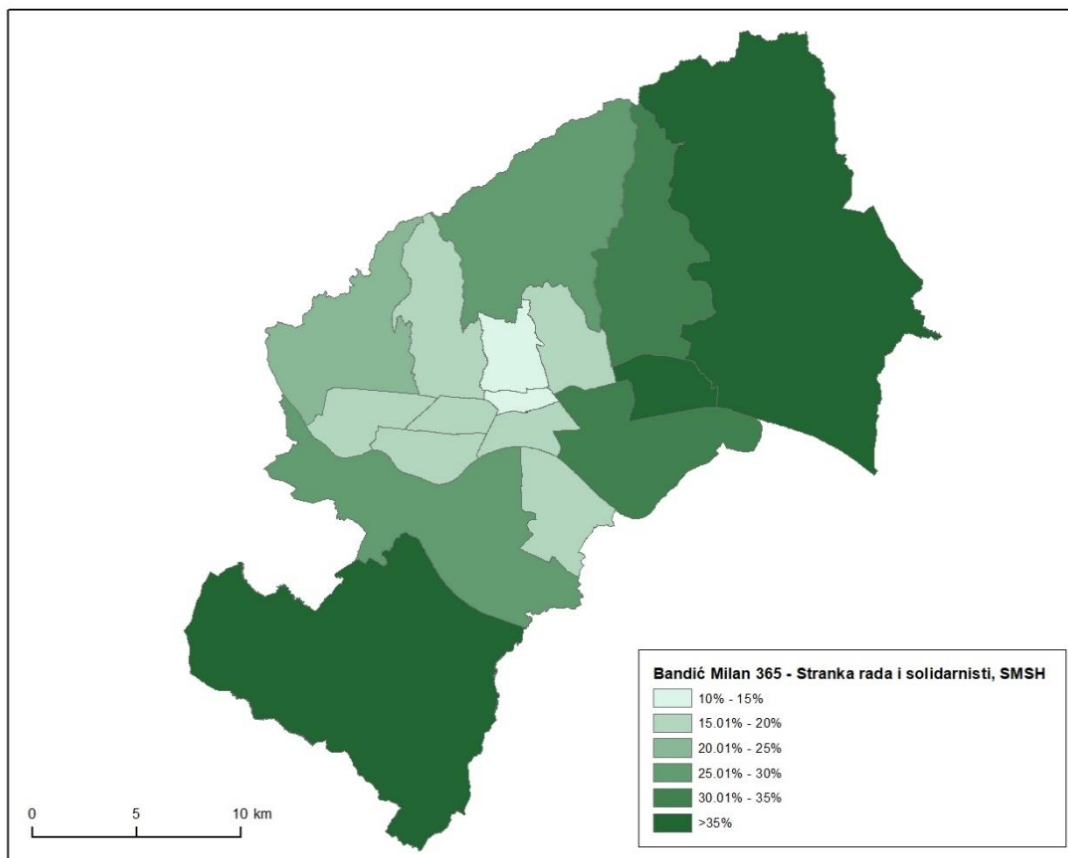 Bandić Milan 365 - Stranka rada i solidarnisti, SMSH
10% - 15%
15.01% - 20%
20.01% - 25%
25.01% - 30%
30.01% - 35%
>35%
0 5 10 km